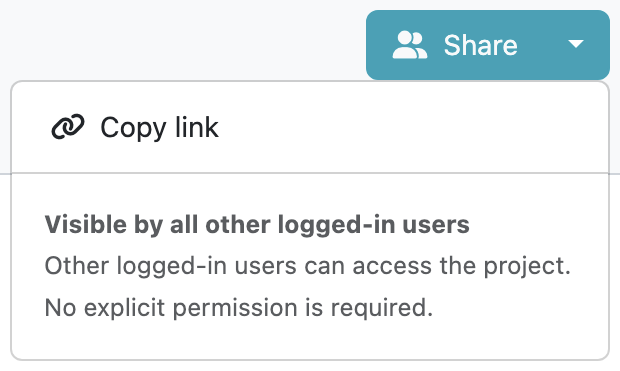 Share
Copy link
Visible by all other logged-in users
Other logged-in users can access the project.
No explicit permission is required.